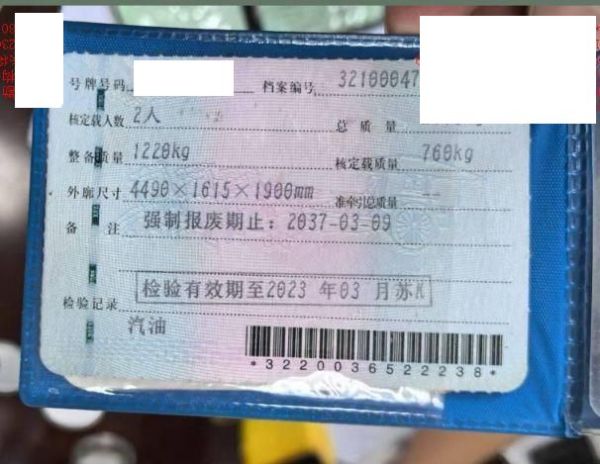 号牌号码 档案编号 32100047
核定载人数 2人 总质量
整备质量 1220kg 核定载质量 760kg
外廓尺寸 4490×1615×1900mm 准牵引总质量 --
备注 强制报废期止：2037-03-09
检验记录 检验有效期至2023 年03 月苏K
汽油
*3220036522238*